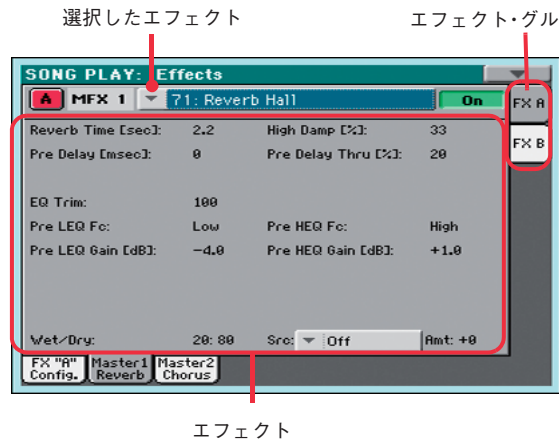 選択したエフェクト
エフェクト・グル
SONG PLAY: Effects
A MFX 1 71: Reverb Hall On
FX A
FX B
Reverb Time [sec]: 2.2 High Damp [%]: 33
Pre Delay [msec]: 0 Pre Delay Thru [%]: 20
EQ Trim: 100
Pre LEQ Fc: Low Pre HEQ Fc: High
Pre LEQ Gain [dB]: -4.0 Pre HEQ Gain [dB]: +1.0
Wet/Dry: 20: 80 Src: Off Amt: +0
FX "A" Config. Master1 Reverb Master2 Chorus
エフェクト